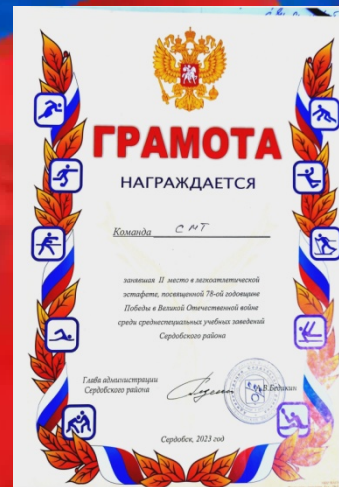 ГРАМОТА
НАГРАЖДАЕТСЯ
Команда СМТ
занявшая II место в легкоатлетической
эстафете, посвященной 78-ой годовщине
Победы в Великой Отечественной войне
среди среднеспециальных учебных заведений
Сердобского района
Глава администрации
Сердобского района А.В.Бедикин
Сердобск, 2023 год